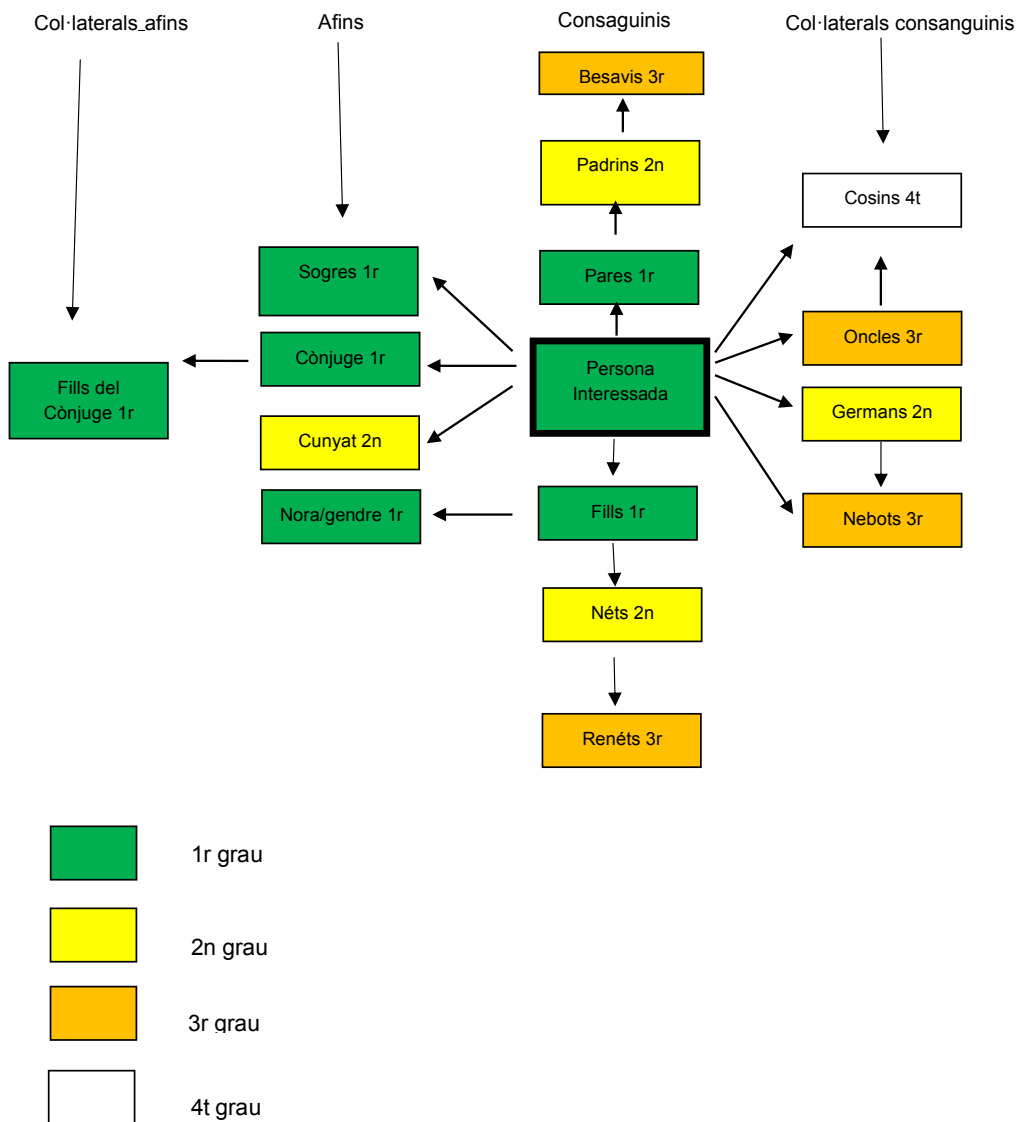 Col·laterals afins
Afins
Consaguinis
Col·laterals consanguinis
Besavis 3r
Padrins 2n
Cosins 4t
Sogres 1r
Pares 1r
Fills del
Cònjuge 1r
Cònjuge 1r
Persona
Interessada
Oncles 3r
Cunyat 2n
Germans 2n
Nora/gendre 1r
Fills 1r
Nebots 3r
Néts 2n
Renéts 3r
1r grau
2n grau
3r grau
4t grau